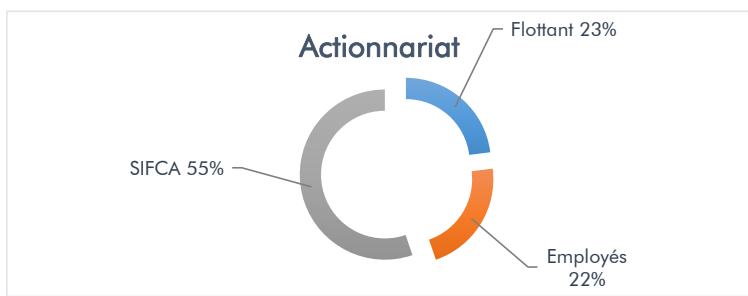 Actionnariat
Flottant 23%
SIFCA 55%
Employés
22%